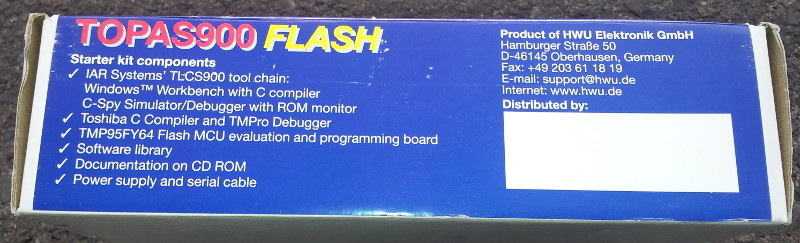 TOPAS900 FLASH
Starter kit components
✓ IAR Systems' TLCS900 tool chain:
Windows™ Workbench with C compiler
C-Spy Simulator/Debugger with ROM monitor
✓ Toshiba C Compiler and TMPro Debugger
✓ TMP95FY64 Flash MCU evaluation and programming board
✓ Software library
✓ Documentation on CD ROM
✓ Power supply and serial cable
Product of HWU Elektronik GmbH
Hamburger Straße 50
D-46145 Oberhausen, Germany
Fax: +49 203 61 18 19
E-mail: support@hwu.de
Internet: www.hwu.de
Distributed by: